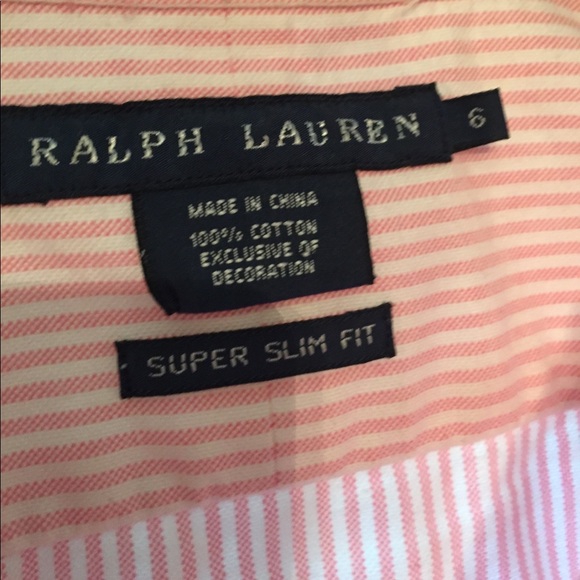 RALPH LAUREN 6
MADE IN CHINA
100% COTTON
EXCLUSIVE OF
DECORATION
SUPER SLIM FIT